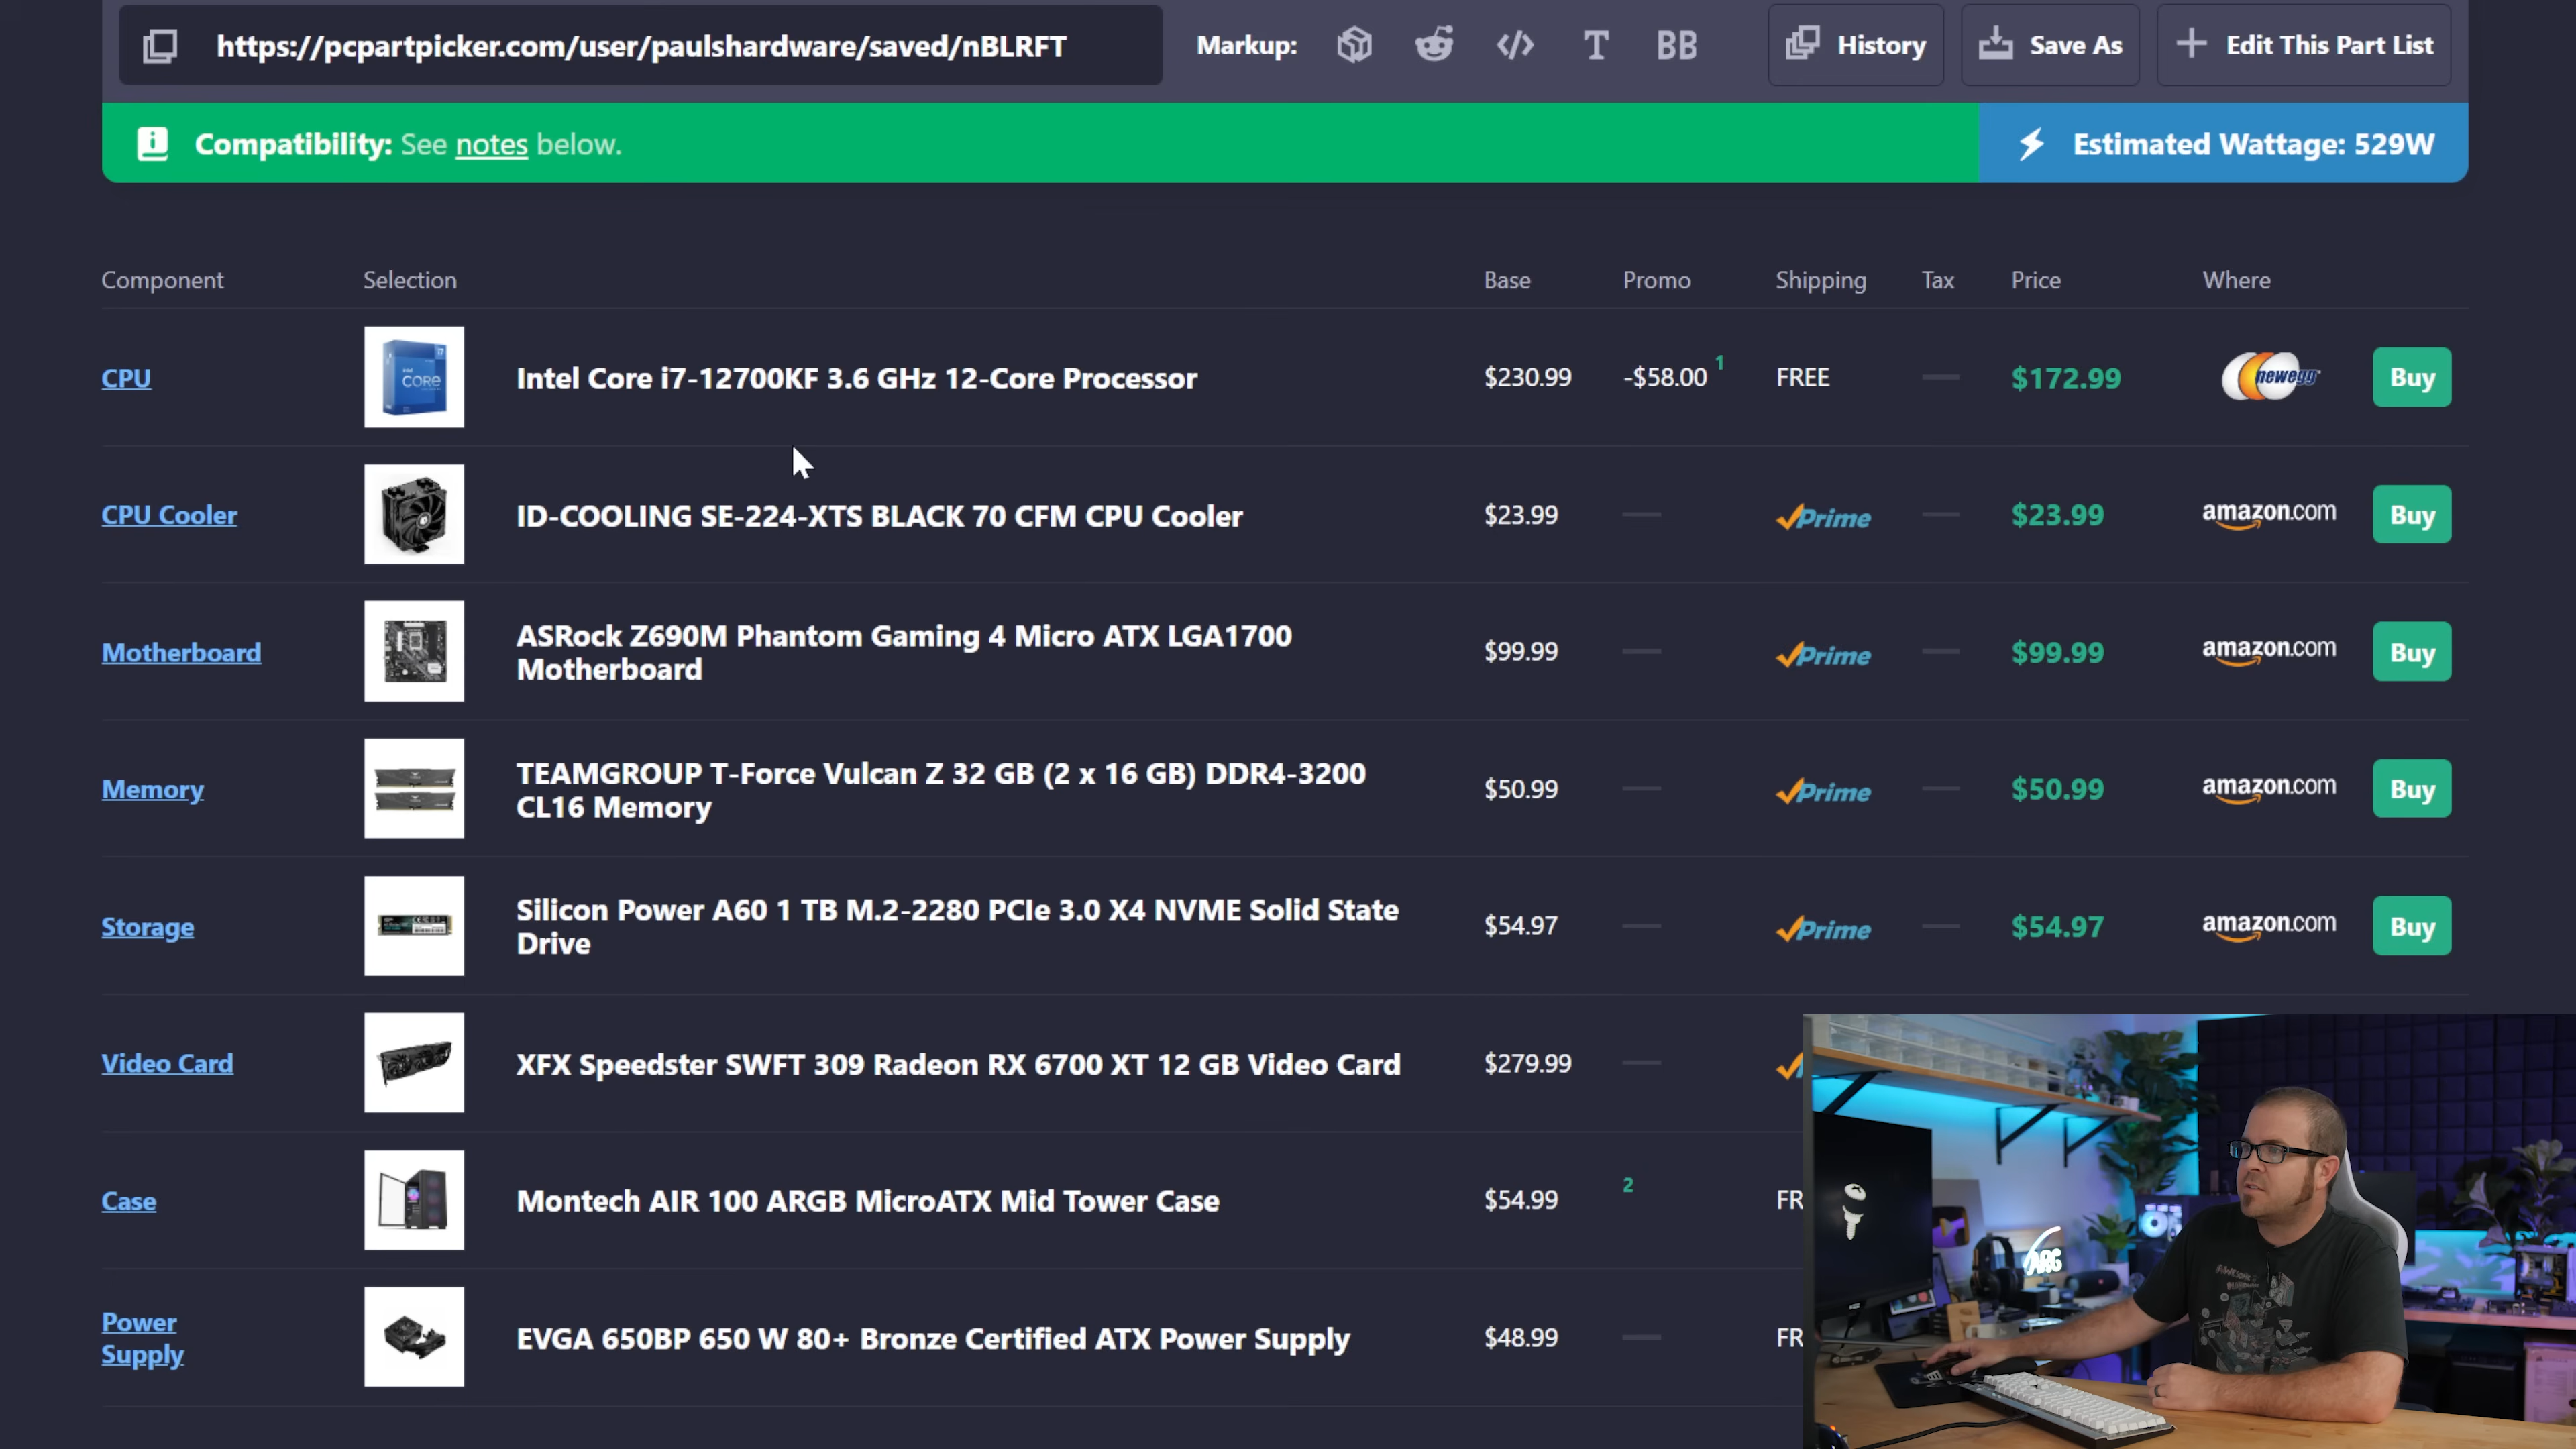 https://pcpartpicker.com/user/paulshardware/saved/nBLRFT Markup: T BB History Save As Edit This Part List
Compatibility: See notes below. Estimated Wattage: 529W
Component Selection Base Promo Shipping Tax Price Where
CPU Intel Core i7-12700KF 3.6 GHz 12-Core Processor $230.99 -$58.00 1 FREE — $172.99 newegg Buy
CPU Cooler ID-COOLING SE-224-XTS BLACK 70 CFM CPU Cooler $23.99 — Prime — $23.99 amazon.com Buy
Motherboard ASRock Z690M Phantom Gaming 4 Micro ATX LGA1700
Motherboard $99.99 — Prime — $99.99 amazon.com Buy
Memory TEAMGROUP T-Force Vulcan Z 32 GB (2 x 16 GB) DDR4-3200
CL16 Memory $50.99 — Prime — $50.99 amazon.com Buy
Storage Silicon Power A60 1 TB M.2-2280 PCIe 3.0 X4 NVME Solid State
Drive $54.97 — Prime — $54.97 amazon.com Buy
Video Card XFX Speedster SWFT 309 Radeon RX 6700 XT 12 GB Video Card $279.99 —
Case Montech AIR 100 ARGB MicroATX Mid Tower Case $54.99 2 FR
Power
Supply EVGA 650BP 650 W 80+ Bronze Certified ATX Power Supply $48.99 — FR
ARG